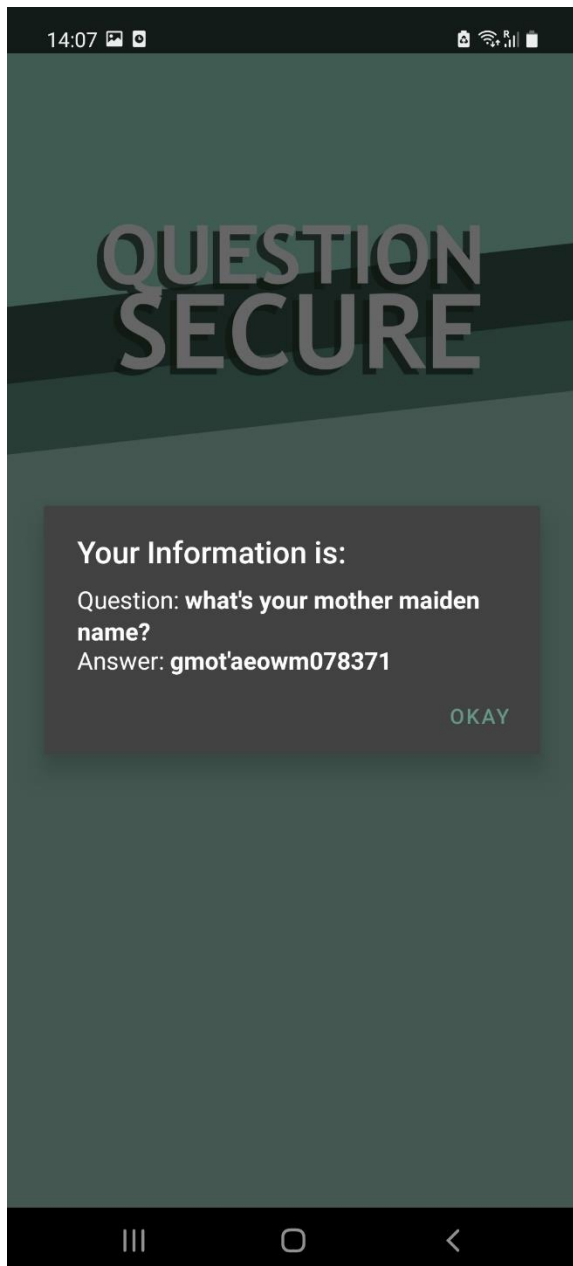 14:07
R
QUESTION
SECURE
Your Information is:
Question: what's your mother maiden
name?
Answer: gmot'aeowm078371
OKAY